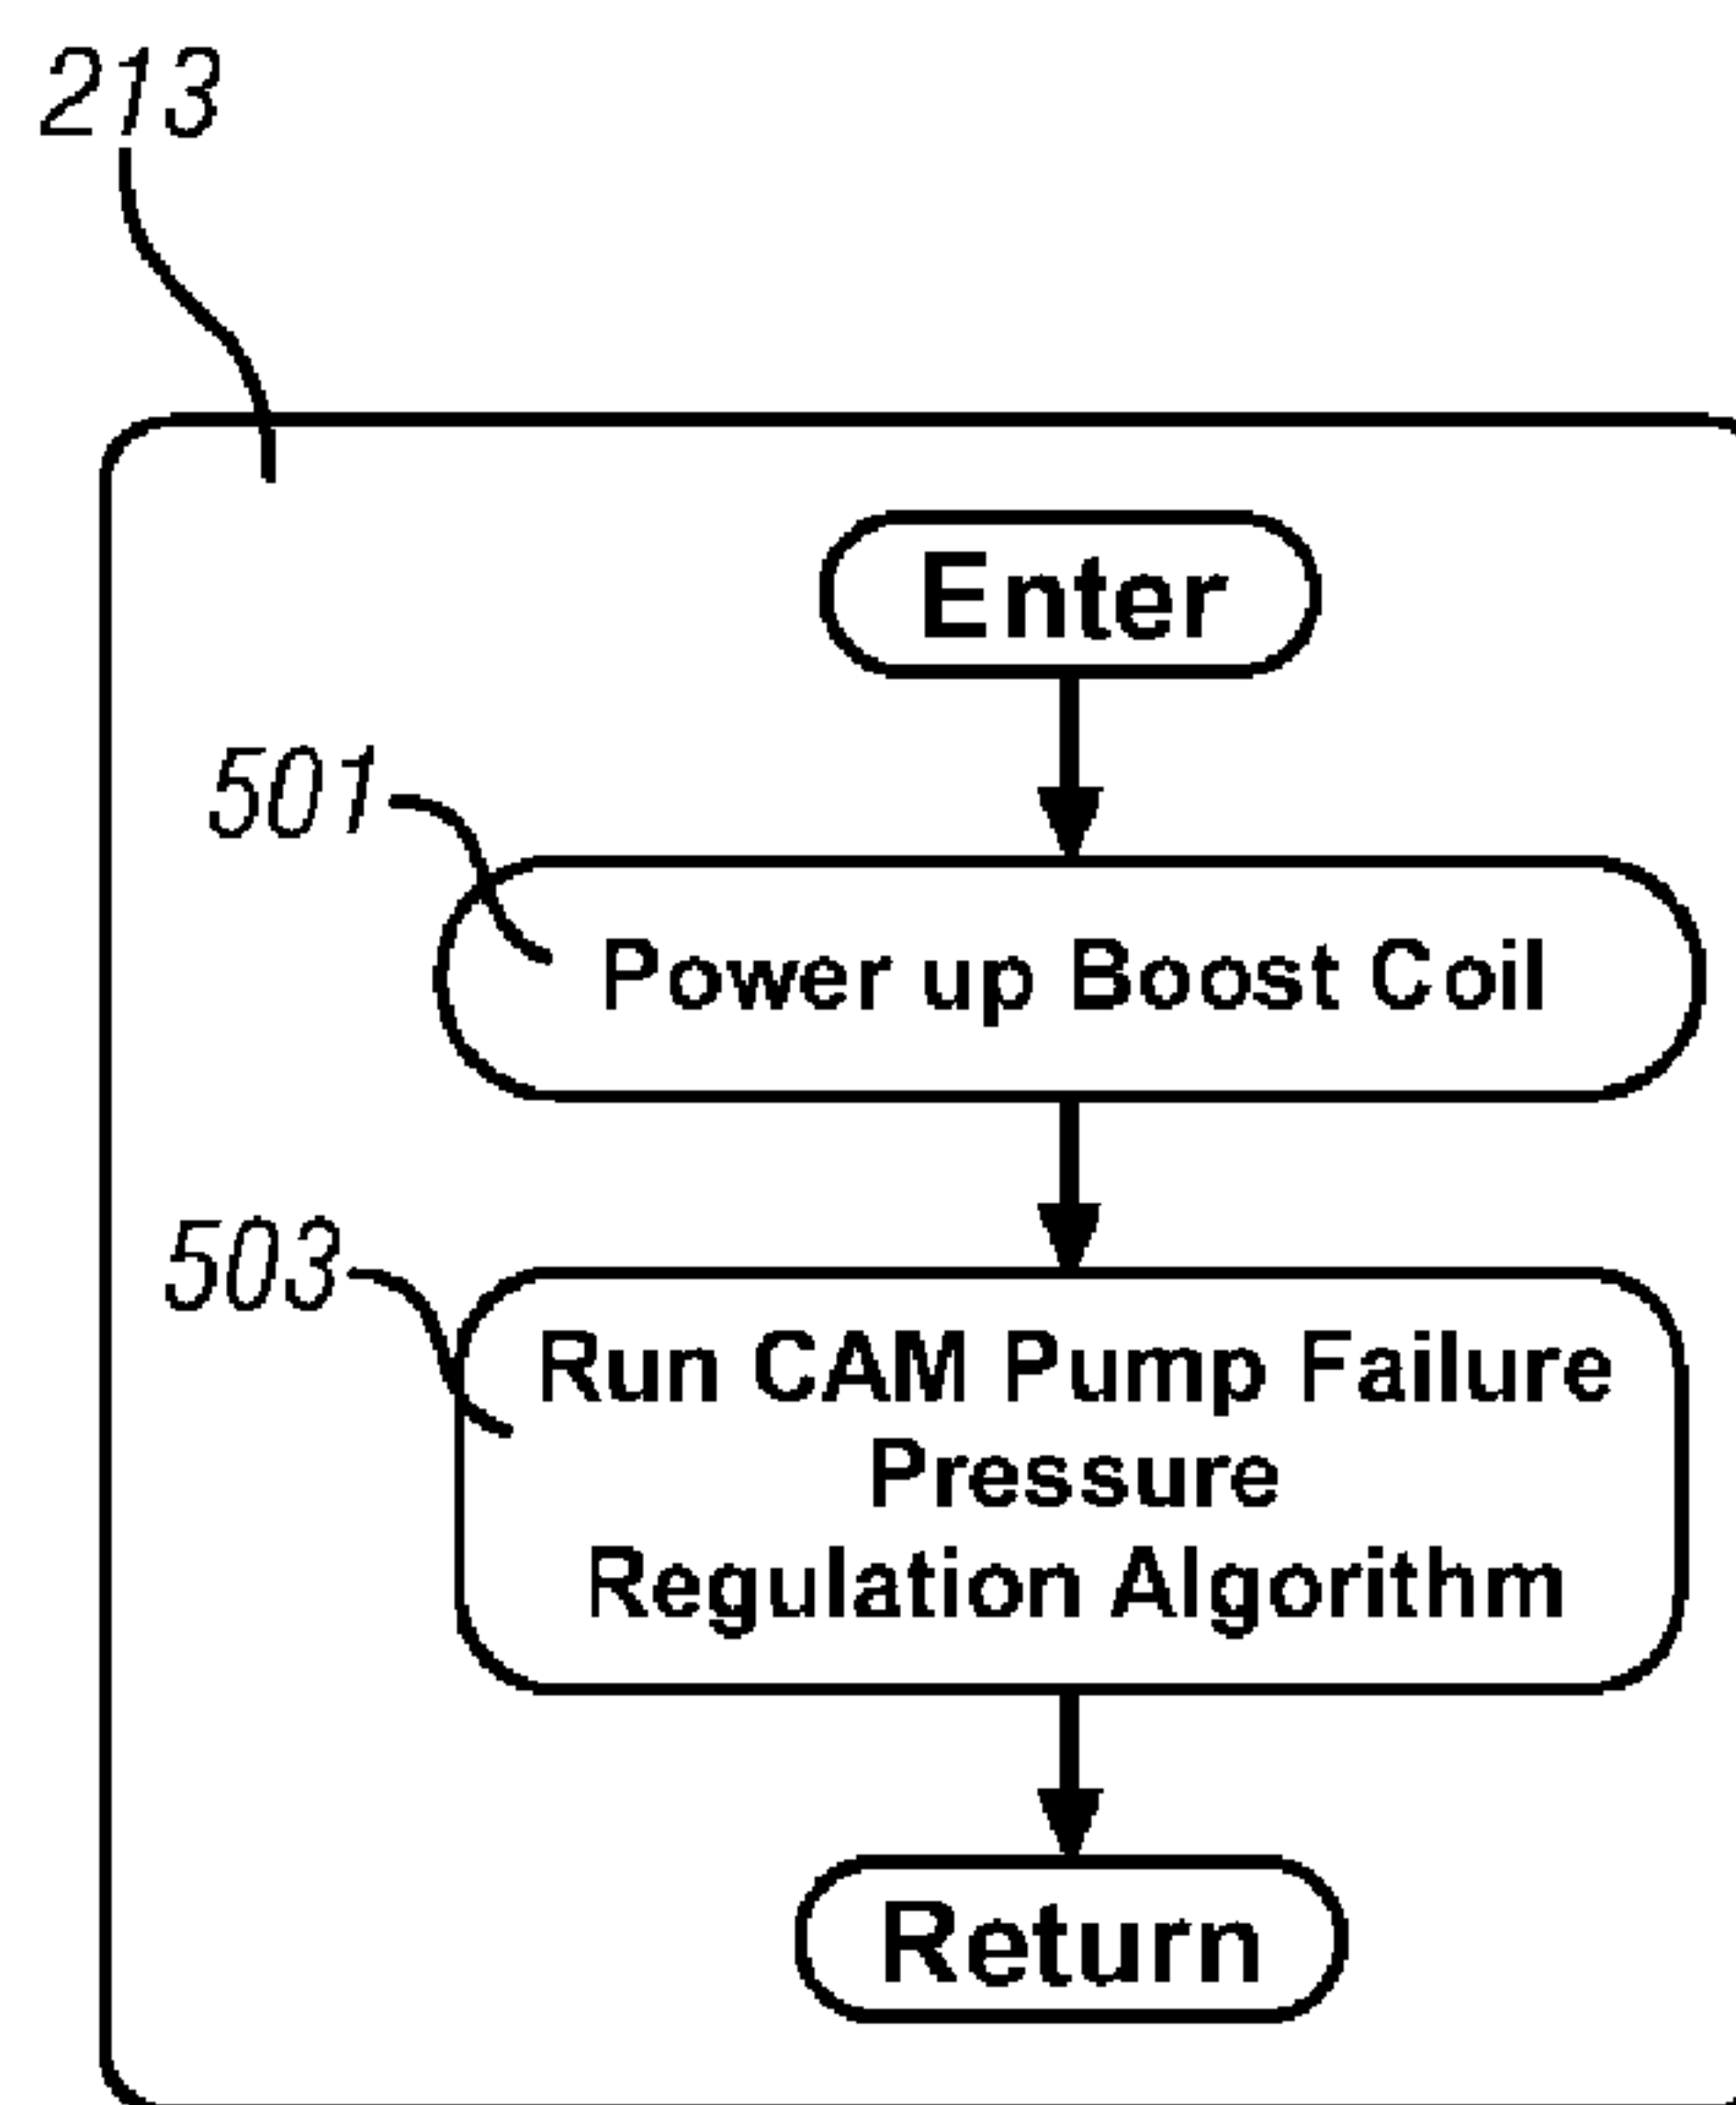 213
Enter
501
Power up Boost Coil
503
Run CAM Pump Failure
Pressure
Regulation Algorithm
Return